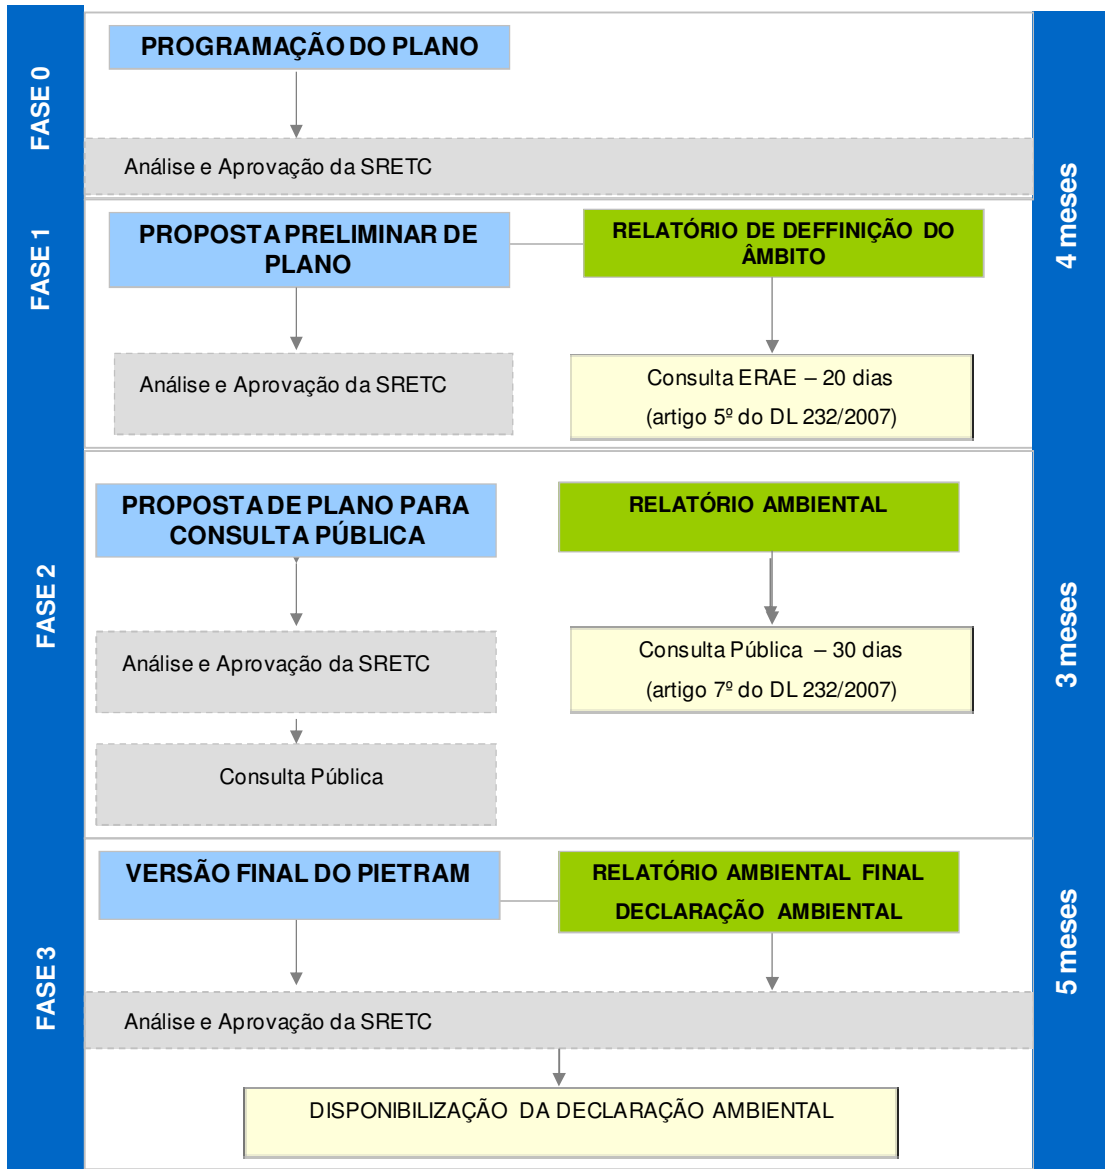 FASE 0
PROGRAMAÇÃO DO PLANO
Análise e Aprovação da SRETC
4 meses
FASE 1
PROPOSTA PRELIMINAR DE
PLANO
RELATÓRIO DE DEFFINIÇÃO DO
ÂMBITO
Análise e Aprovação da SRETC
Consulta ERAE – 20 dias
(artigo 5º do DL 232/2007)
FASE 2
PROPOSTA DE PLANO PARA
CONSULTA PÚBLICA
RELATÓRIO AMBIENTAL
Análise e Aprovação da SRETC
Consulta Pública – 30 dias
(artigo 7º do DL 232/2007)
Consulta Pública
3 meses
FASE 3
VERSÃO FINAL DO PIETRAM
RELATÓRIO AMBIENTAL FINAL
DECLARAÇÃO AMBIENTAL
Análise e Aprovação da SRETC
DISPONIBILIZAÇÃO DA DECLARAÇÃO AMBIENTAL
5 meses